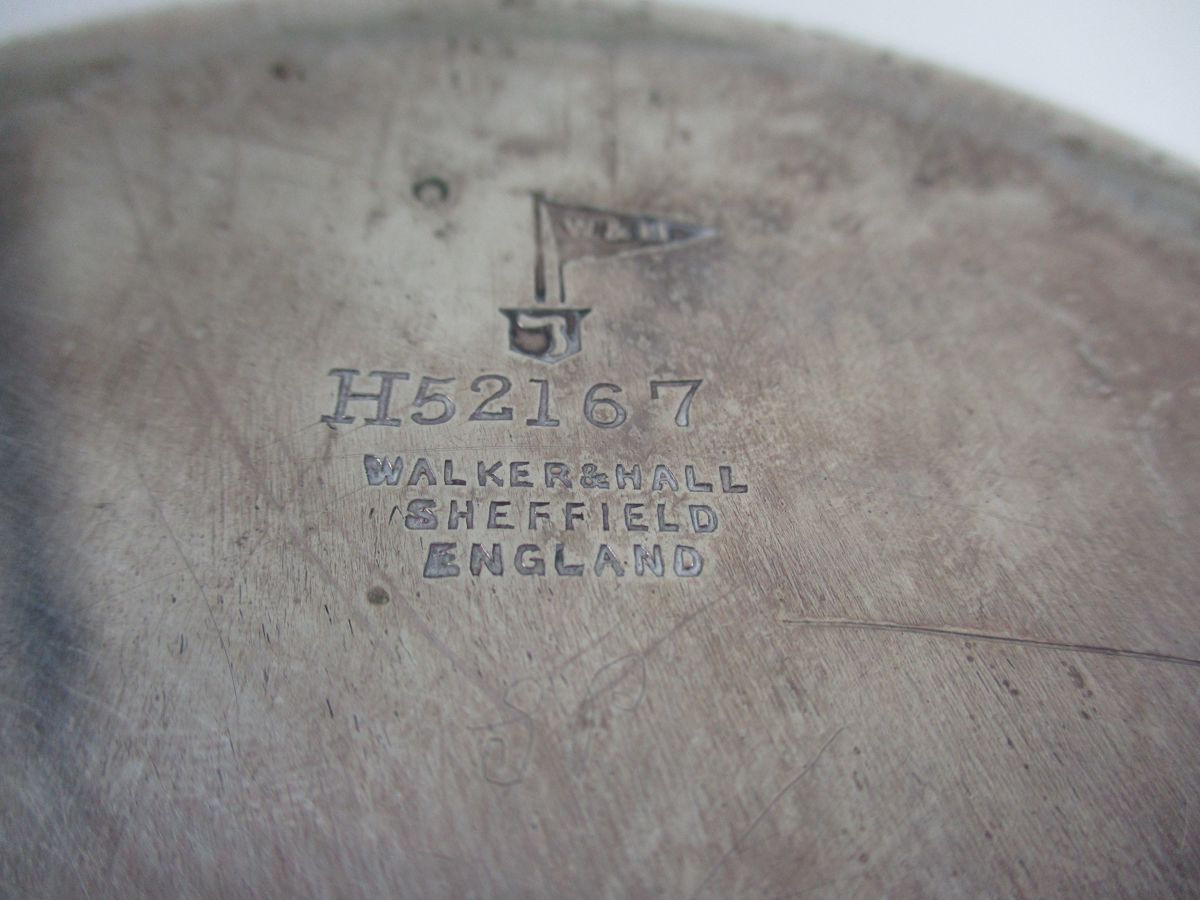 W & H
H52167
WALKER & HALL
SHEFFIELD
ENGLAND